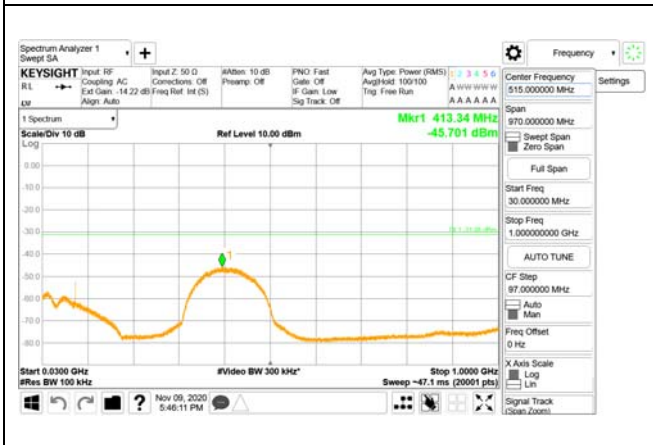 Spectrum Analyzer 1
Swept SA
+
Frequency
KEYSIGHT
Input: RF
Coupling: AC
Ext Gain: -14.22 dB
Align: Auto
RL
Input Z: 50 Ω
Corrections: Off
Freq Ref: Int (S)
#Atten: 10 dB
Preamp: Off
PNO: Fast
Gate: Off
IF Gain: Low
Sig Track: Off
Avg Type: Power (RMS)
Avg|Hold: 100/100
Trig: Free Run
1 2 3 4 5 6
A W W W W W
A A A A A A
1 Spectrum
Scale/Div 10 dB
Ref Level 10.00 dBm
Mkr1 413.34 MHz
-45.701 dBm
Log
0.00
-10.0
-20.0
-30.0
-40.0
-50.0
-60.0
-70.0
-80.0
1
Start 0.0300 GHz
#Res BW 100 kHz
#Video BW 300 kHz*
Stop 1.0000 GHz
Sweep ~47.1 ms (20001 pts)
Center Frequency
515.000000 MHz
Settings
Span
970.000000 MHz
Swept Span
Zero Span
Full Span
Start Freq
30.000000 MHz
Stop Freq
1.000000000 GHz
AUTO TUNE
CF Step
97.000000 MHz
Auto
Man
Freq Offset
0 Hz
X Axis Scale
Log
Lin
Signal Track
(Span Zoom)
?
Nov 09, 2020
5:46:11 PM